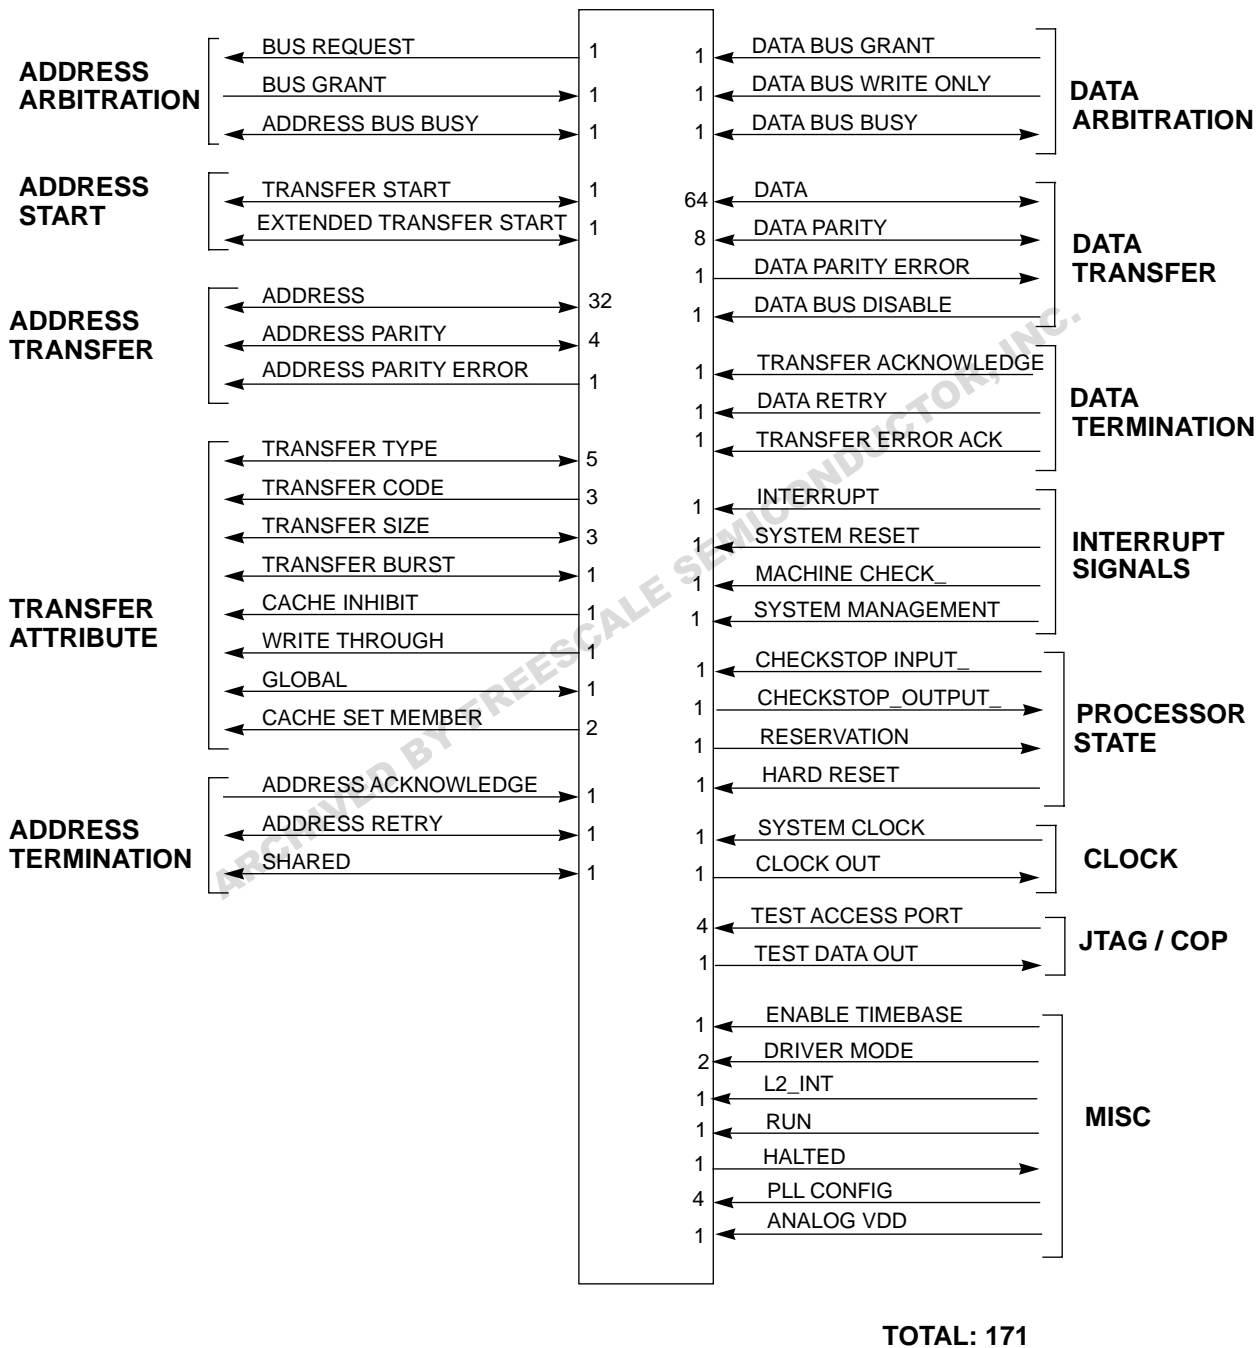 ADDRESS
ARBITRATION
BUS REQUEST 1
BUS GRANT 1
ADDRESS BUS BUSY 1
ADDRESS
START
TRANSFER START 1
EXTENDED TRANSFER START 1
ADDRESS
TRANSFER
ADDRESS 32
ADDRESS PARITY 4
ADDRESS PARITY ERROR 1
TRANSFER
ATTRIBUTE
TRANSFER TYPE 5
TRANSFER CODE 3
TRANSFER SIZE 3
TRANSFER BURST 1
CACHE INHIBIT 1
WRITE THROUGH 1
GLOBAL 1
CACHE SET MEMBER 2
ADDRESS
TERMINATION
ADDRESS ACKNOWLEDGE 1
ADDRESS RETRY 1
SHARED 1
1 DATA BUS GRANT
1 DATA BUS WRITE ONLY
1 DATA BUS BUSY
DATA
ARBITRATION
64 DATA
8 DATA PARITY
1 DATA PARITY ERROR
1 DATA BUS DISABLE
DATA
TRANSFER
1 TRANSFER ACKNOWLEDGE
1 DATA RETRY
1 TRANSFER ERROR ACK
DATA
TERMINATION
1 INTERRUPT
1 SYSTEM RESET
1 MACHINE CHECK_
1 SYSTEM MANAGEMENT
INTERRUPT
SIGNALS
1 CHECKSTOP INPUT_
1 CHECKSTOP_OUTPUT_
1 RESERVATION
1 HARD RESET
PROCESSOR
STATE
1 SYSTEM CLOCK
1 CLOCK OUT
CLOCK
4 TEST ACCESS PORT
1 TEST DATA OUT
JTAG / COP
1 ENABLE TIMEBASE
2 DRIVER MODE
1 L2_INT
1 RUN
1 HALTED
4 PLL CONFIG
1 ANALOG VDD
MISC
TOTAL: 171
ARCHIVED BY FREESCALE SEMICONDUCTOR, INC.